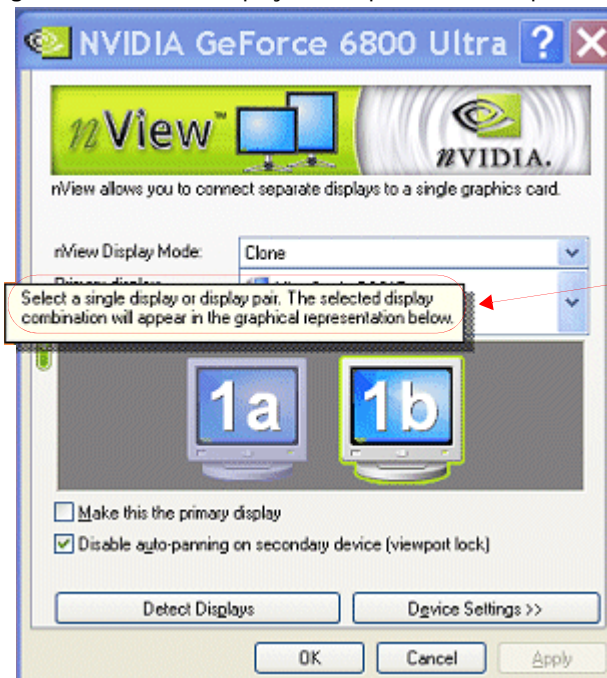 NVIDIA GeForce 6800 Ultra
nView™
NVIDIA.
nView allows you to connect separate displays to a single graphics card.
nView Display Mode: Clone
Select a single display or display pair. The selected display
combination will appear in the graphical representation below.
1a 1b
Make this the primary display
Disable auto-panning on secondary device (viewport lock)
Detect Displays Device Settings >>
OK Cancel Apply